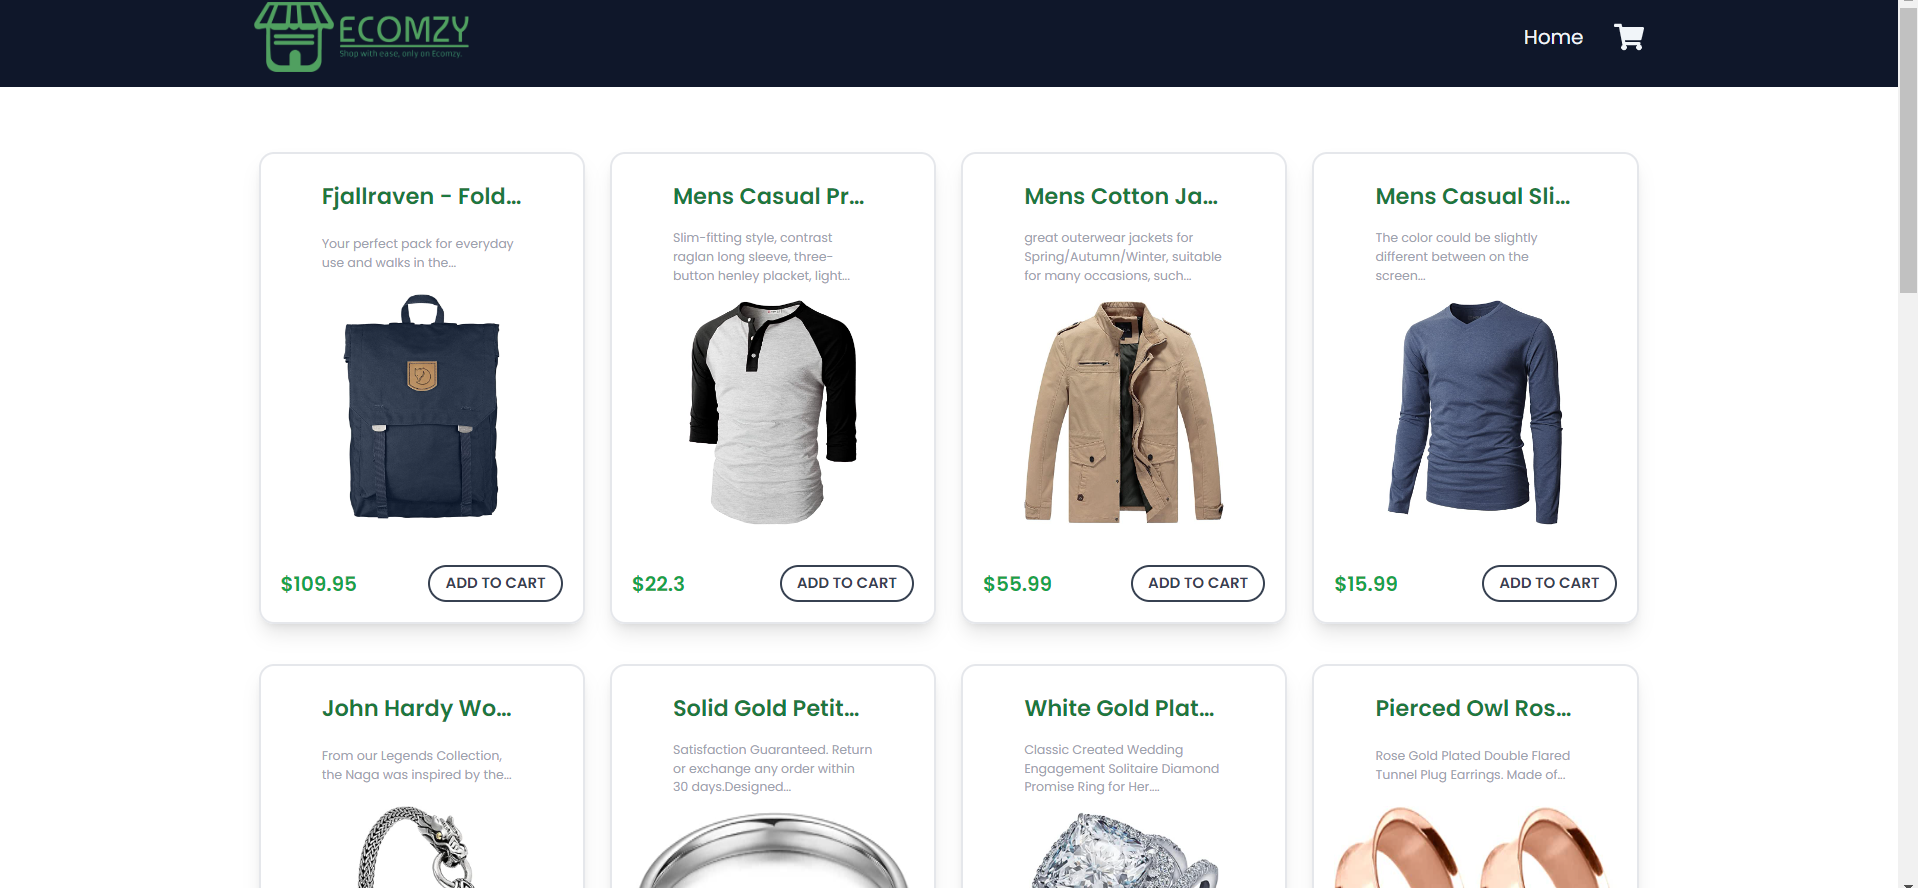 ECOMZY
Shop with ease, only on Ecomzy.
Home
Fjallraven - Fold...
Your perfect pack for everyday
use and walks in the...
$109.95
ADD TO CART
Mens Casual Pr...
Slim-fitting style, contrast
raglan long sleeve, three-
button henley placket, light...
$22.3
ADD TO CART
Mens Cotton Ja...
great outerwear jackets for
Spring/Autumn/Winter, suitable
for many occasions, such...
$55.99
ADD TO CART
Mens Casual Sli...
The color could be slightly
different between on the
screen...
$15.99
ADD TO CART
John Hardy Wo...
From our Legends Collection,
the Naga was inspired by the...
Solid Gold Petit...
Satisfaction Guaranteed. Return
or exchange any order within
30 days.Designed...
White Gold Plat...
Classic Created Wedding
Engagement Solitaire Diamond
Promise Ring for Her....
Pierced Owl Ros...
Rose Gold Plated Double Flared
Tunnel Plug Earrings. Made of...